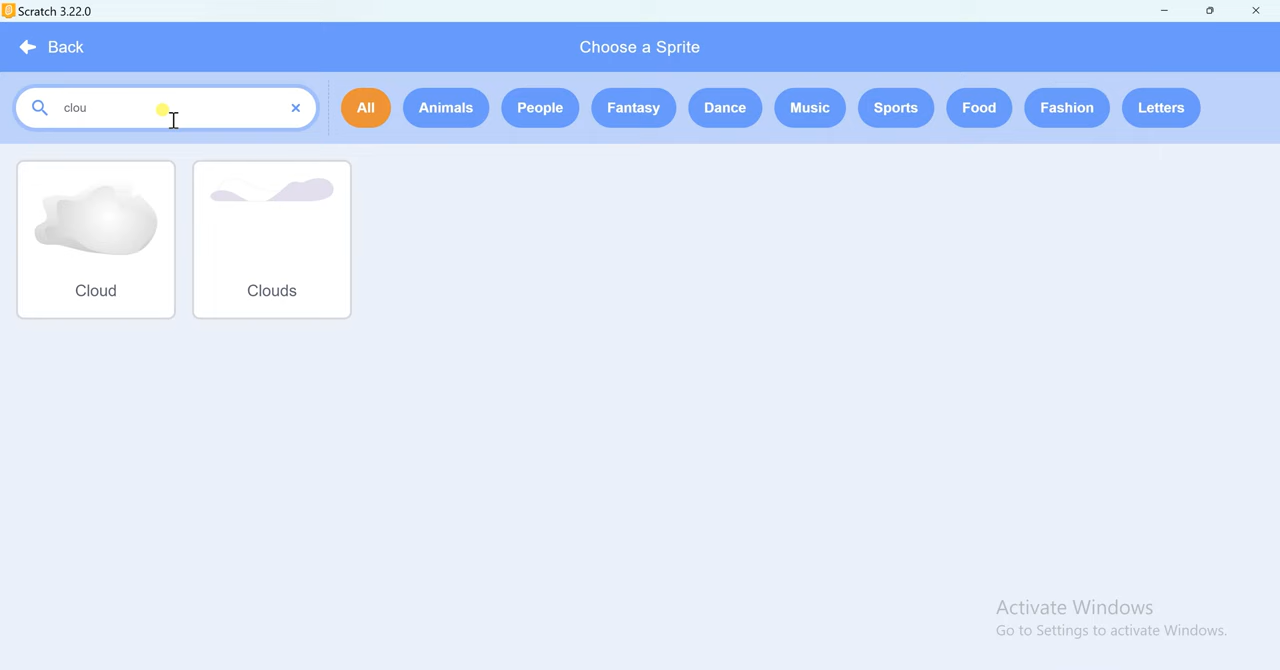 Scratch 3.22.0
Back
Choose a Sprite
clou
All
Animals
People
Fantasy
Dance
Music
Sports
Food
Fashion
Letters
Cloud
Clouds
Activate Windows
Go to Settings to activate Windows.